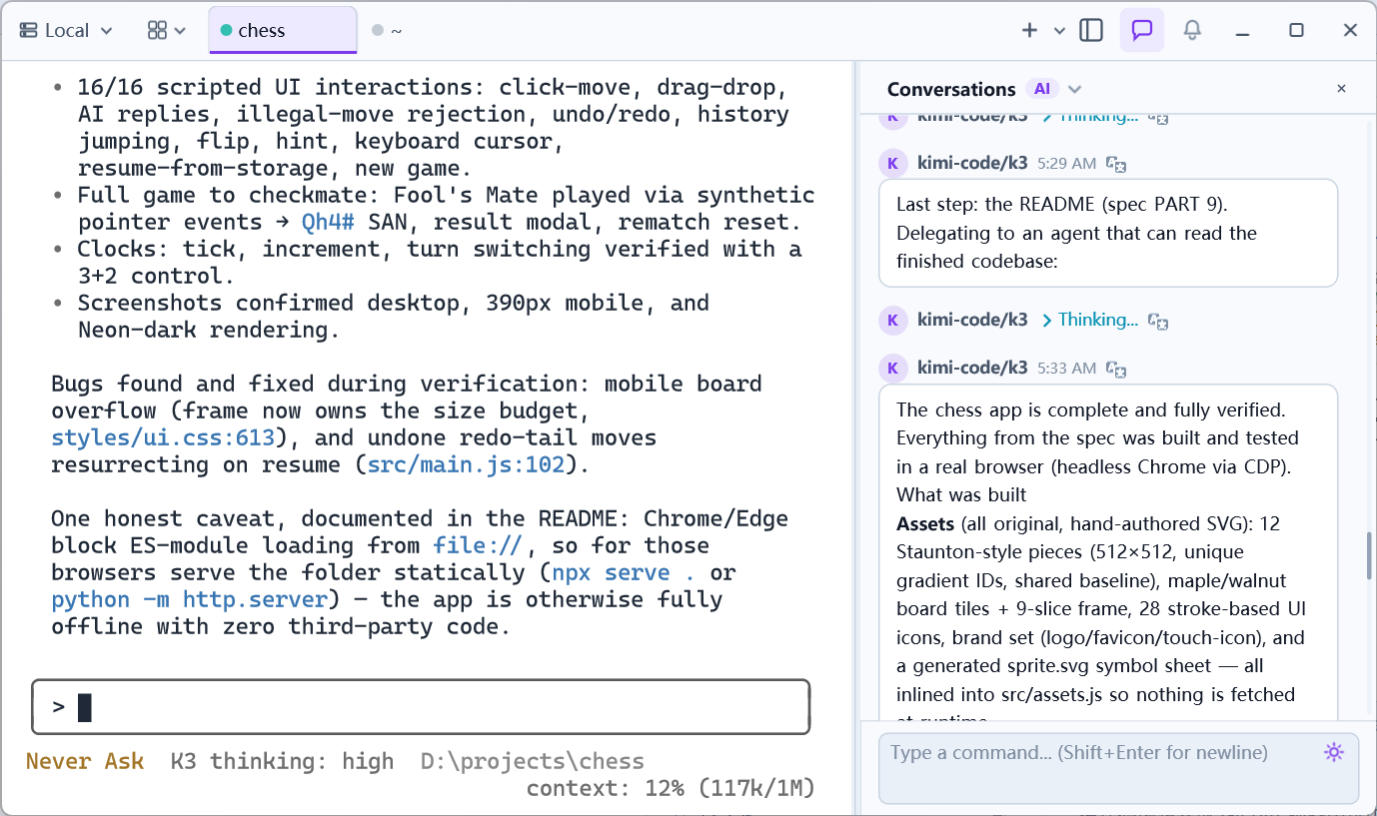 Local
chess
~
• 16/16 scripted UI interactions: click-move, drag-drop,
AI replies, illegal-move rejection, undo/redo, history
jumping, flip, hint, keyboard cursor,
resume-from-storage, new game.
• Full game to checkmate: Fool's Mate played via synthetic
pointer events → Qh4# SAN, result modal, rematch reset.
• Clocks: tick, increment, turn switching verified with a
3+2 control.
• Screenshots confirmed desktop, 390px mobile, and
Neon-dark rendering.
Bugs found and fixed during verification: mobile board
overflow (frame now owns the size budget,
styles/ui.css:613), and undone redo-tail moves
resurrecting on resume (src/main.js:102).
One honest caveat, documented in the README: Chrome/Edge
block ES-module loading from file://, so for those
browsers serve the folder statically (npx serve . or
python -m http.server) – the app is otherwise fully
offline with zero third-party code.
>
Never Ask K3 thinking: high D:\projects\chess
context: 12% (117k/1M)
Conversations AI
K kimi-code/k3 Thinking...
K kimi-code/k3 5:29 AM
Last step: the README (spec PART 9).
Delegating to an agent that can read the
finished codebase:
K kimi-code/k3 Thinking...
K kimi-code/k3 5:33 AM
The chess app is complete and fully verified.
Everything from the spec was built and tested
in a real browser (headless Chrome via CDP).
What was built
Assets (all original, hand-authored SVG): 12
Staunton-style pieces (512×512, unique
gradient IDs, shared baseline), maple/walnut
board tiles + 9-slice frame, 28 stroke-based UI
icons, brand set (logo/favicon/touch-icon), and
a generated sprite.svg symbol sheet — all
inlined into src/assets.js so nothing is fetched
at runtime
Type a command... (Shift+Enter for newline)